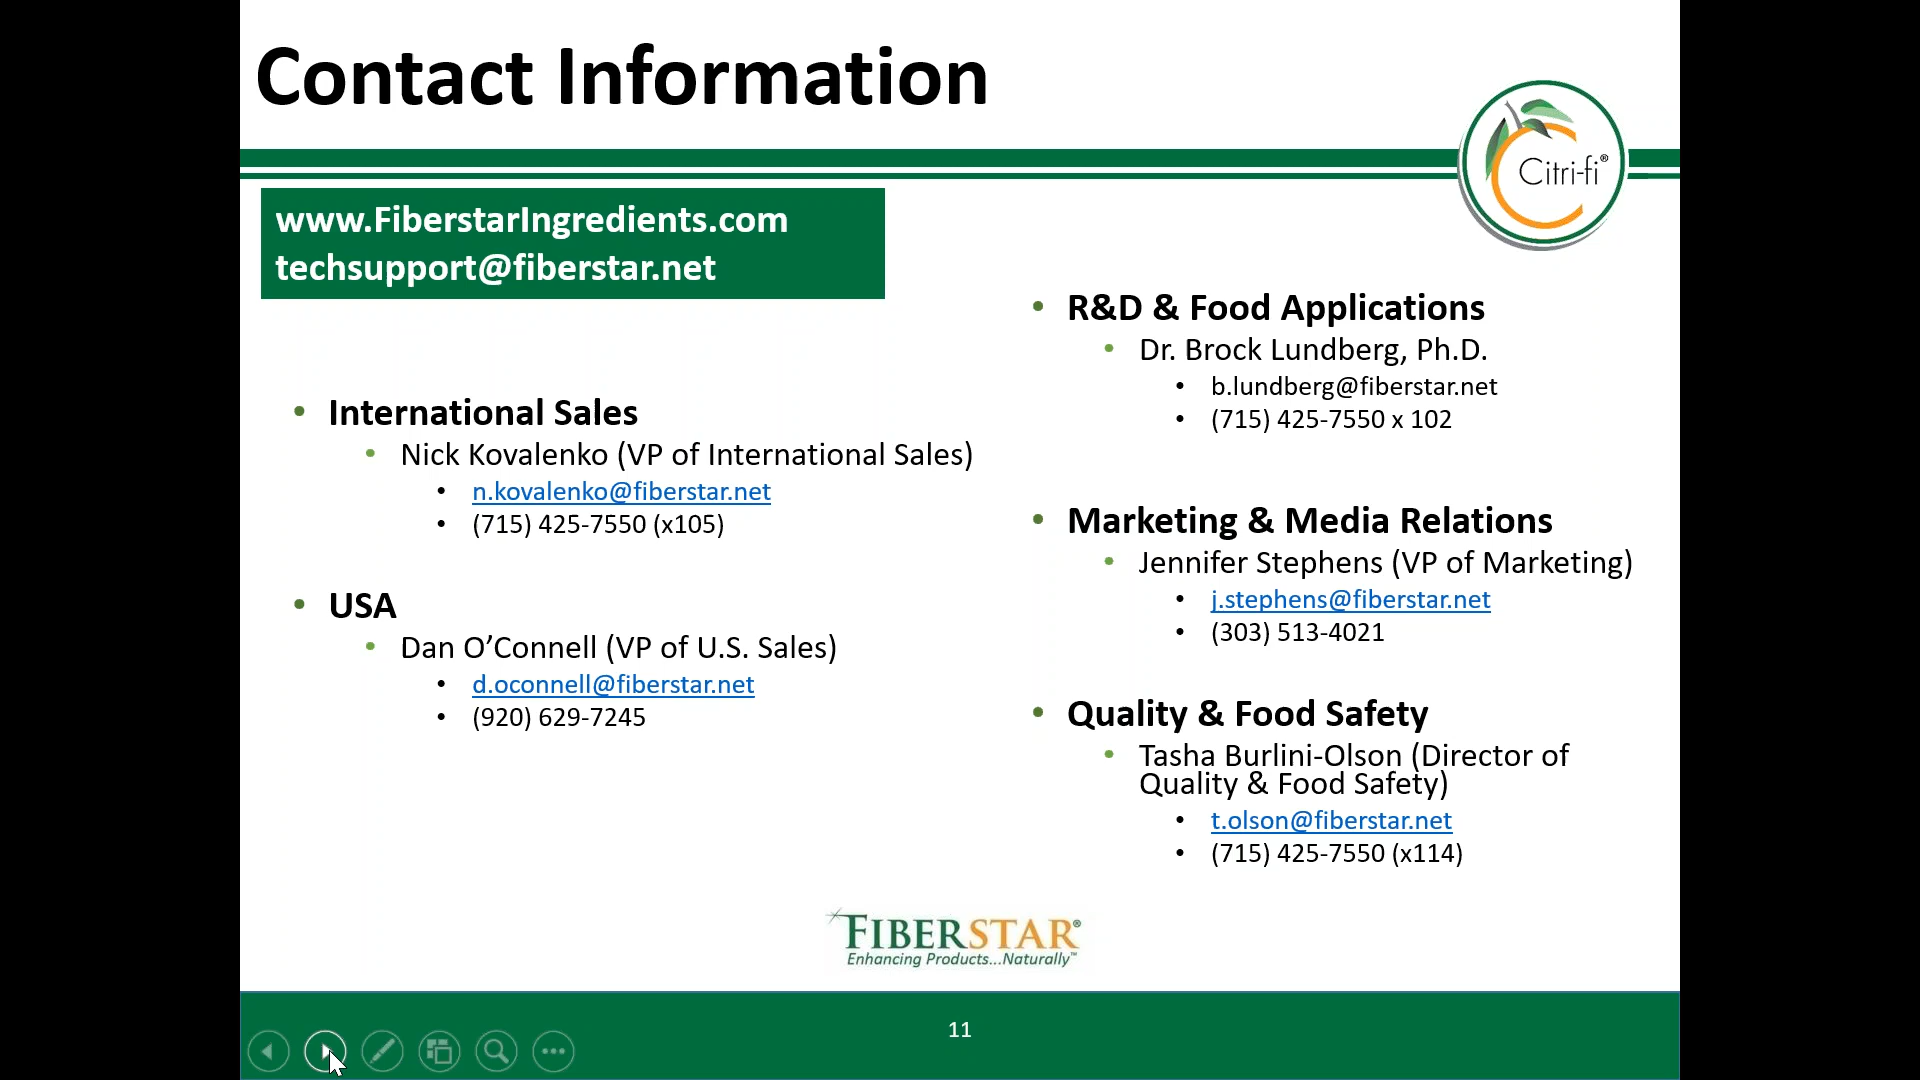 Contact Information
Citri-fi®
www.FiberstarIngredients.com
techsupport@fiberstar.net
• International Sales
• Nick Kovalenko (VP of International Sales)
• n.kovalenko@fiberstar.net
• (715) 425-7550 (x105)
• USA
• Dan O’Connell (VP of U.S. Sales)
• d.oconnell@fiberstar.net
• (920) 629-7245
• R&D & Food Applications
• Dr. Brock Lundberg, Ph.D.
• b.lundberg@fiberstar.net
• (715) 425-7550 x 102
• Marketing & Media Relations
• Jennifer Stephens (VP of Marketing)
• j.stephens@fiberstar.net
• (303) 513-4021
• Quality & Food Safety
• Tasha Burlini-Olson (Director of
Quality & Food Safety)
• t.olson@fiberstar.net
• (715) 425-7550 (x114)
FIBERSTAR®
Enhancing Products...Naturally™
11